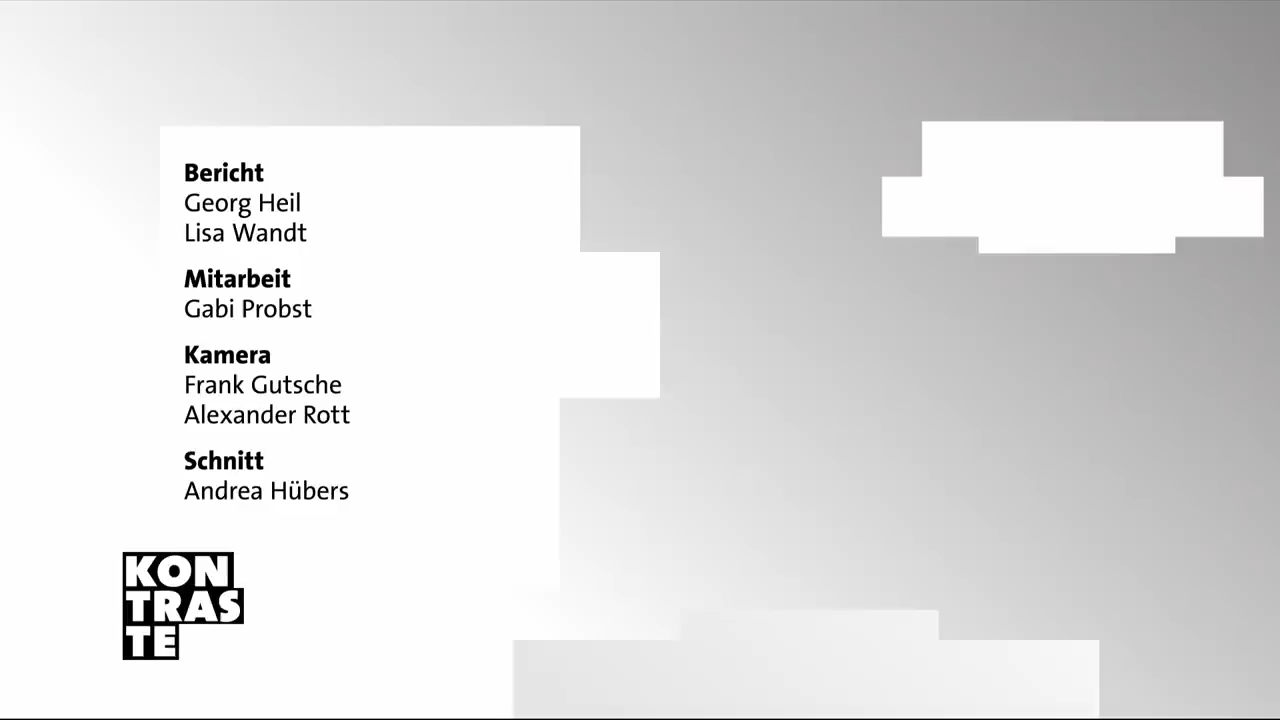 Bericht
Georg Heil
Lisa Wandt
Mitarbeit
Gabi Probst
Kamera
Frank Gutsche
Alexander Rott
Schnitt
Andrea Hübers
KON
TRAS
TE